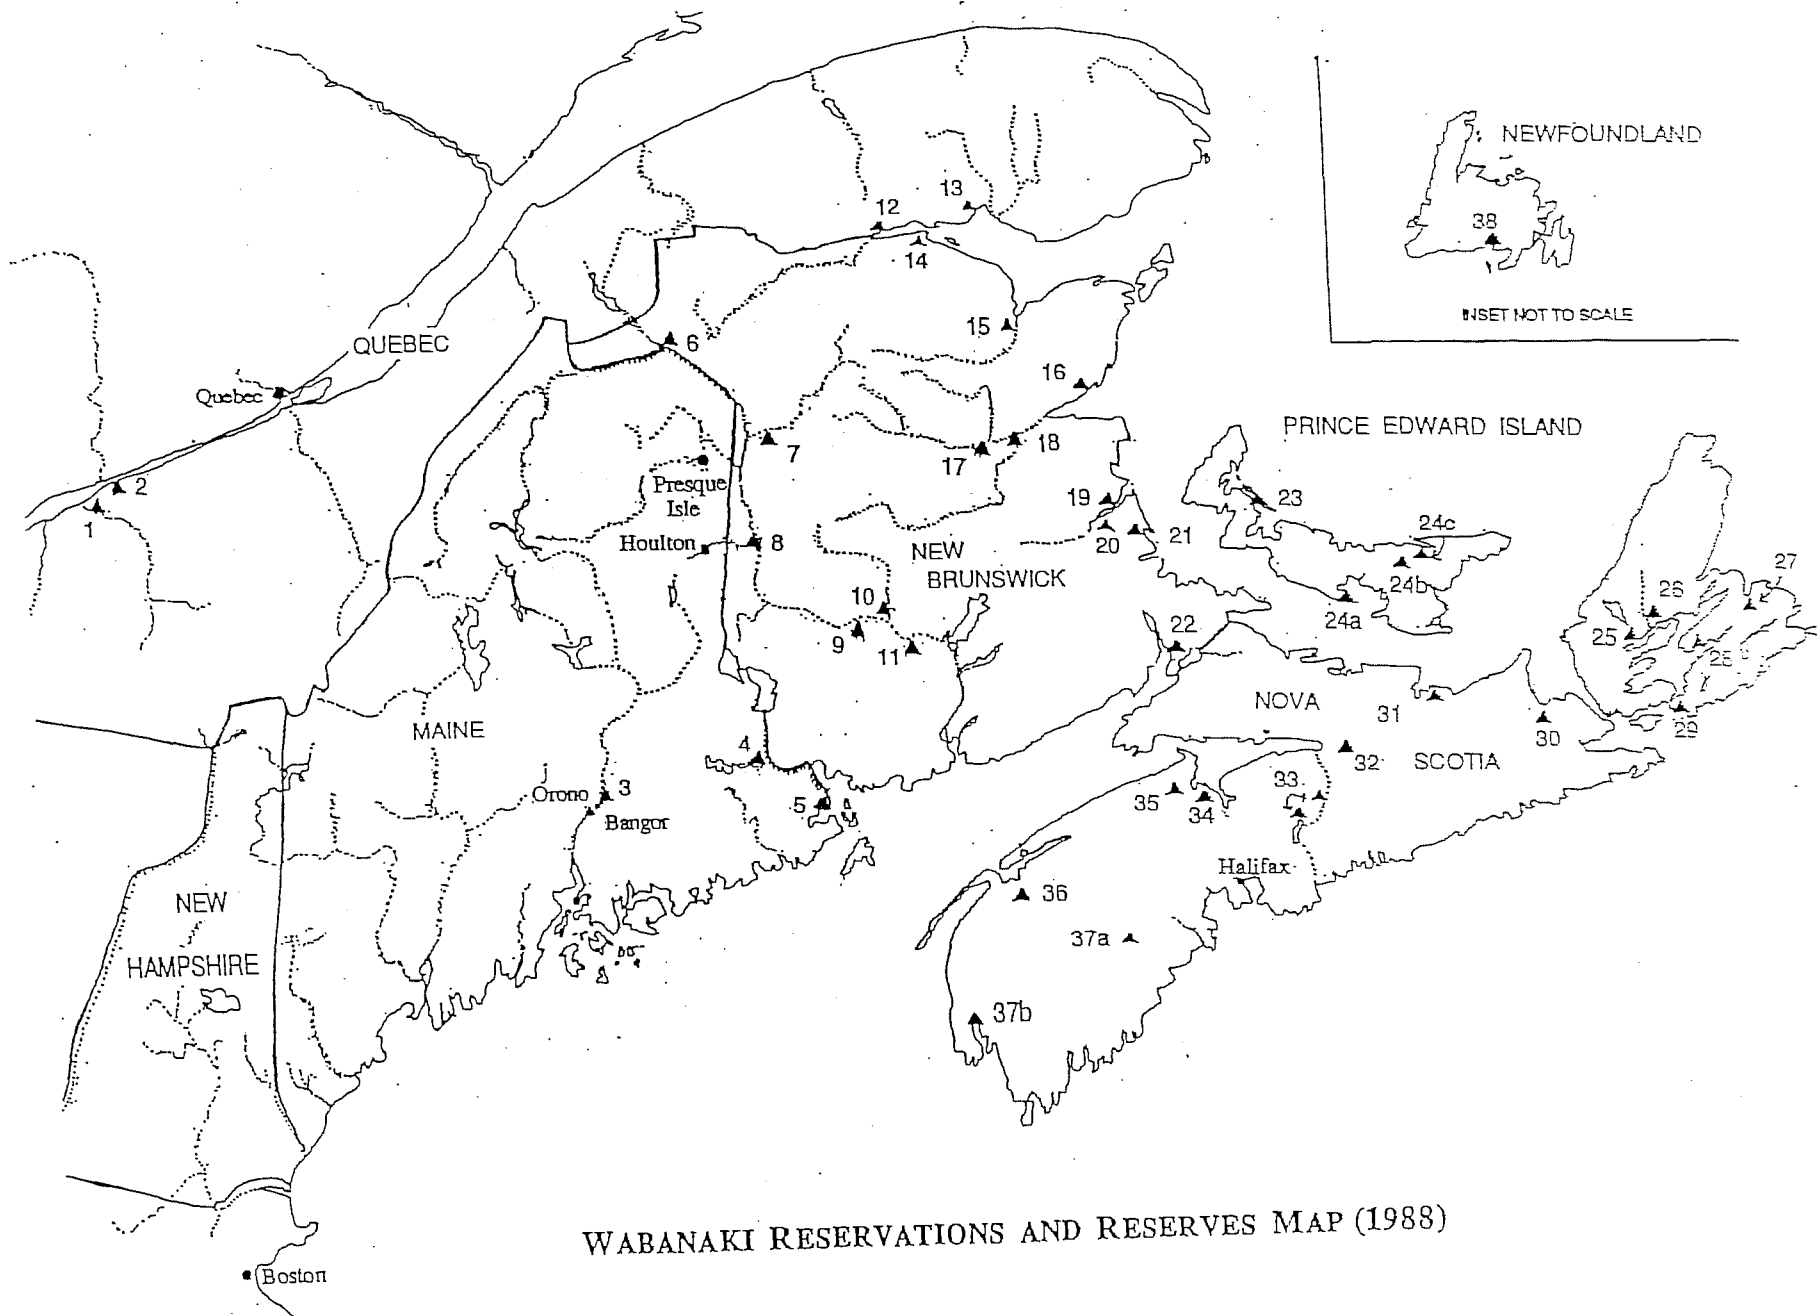 NEWFOUNDLAND
38
INSET NOT TO SCALE
13
12
14
15
6
QUEBEC
Quebec
16
PRINCE EDWARD ISLAND
7
17
18
2
1
Presque
Isle
Houlton
8
19
20
21
23
24c
24b
24a
NEW
BRUNSWICK
10
9
11
22
27
26
25
28
29
NOVA
SCOTIA
31
30
32
33
35
34
MAINE
4
3
5
Orono
Bangor
Halifax
NEW
HAMPSHIRE
36
37a
37b
WABANAKI RESERVATIONS AND RESERVES MAP (1988)
Boston